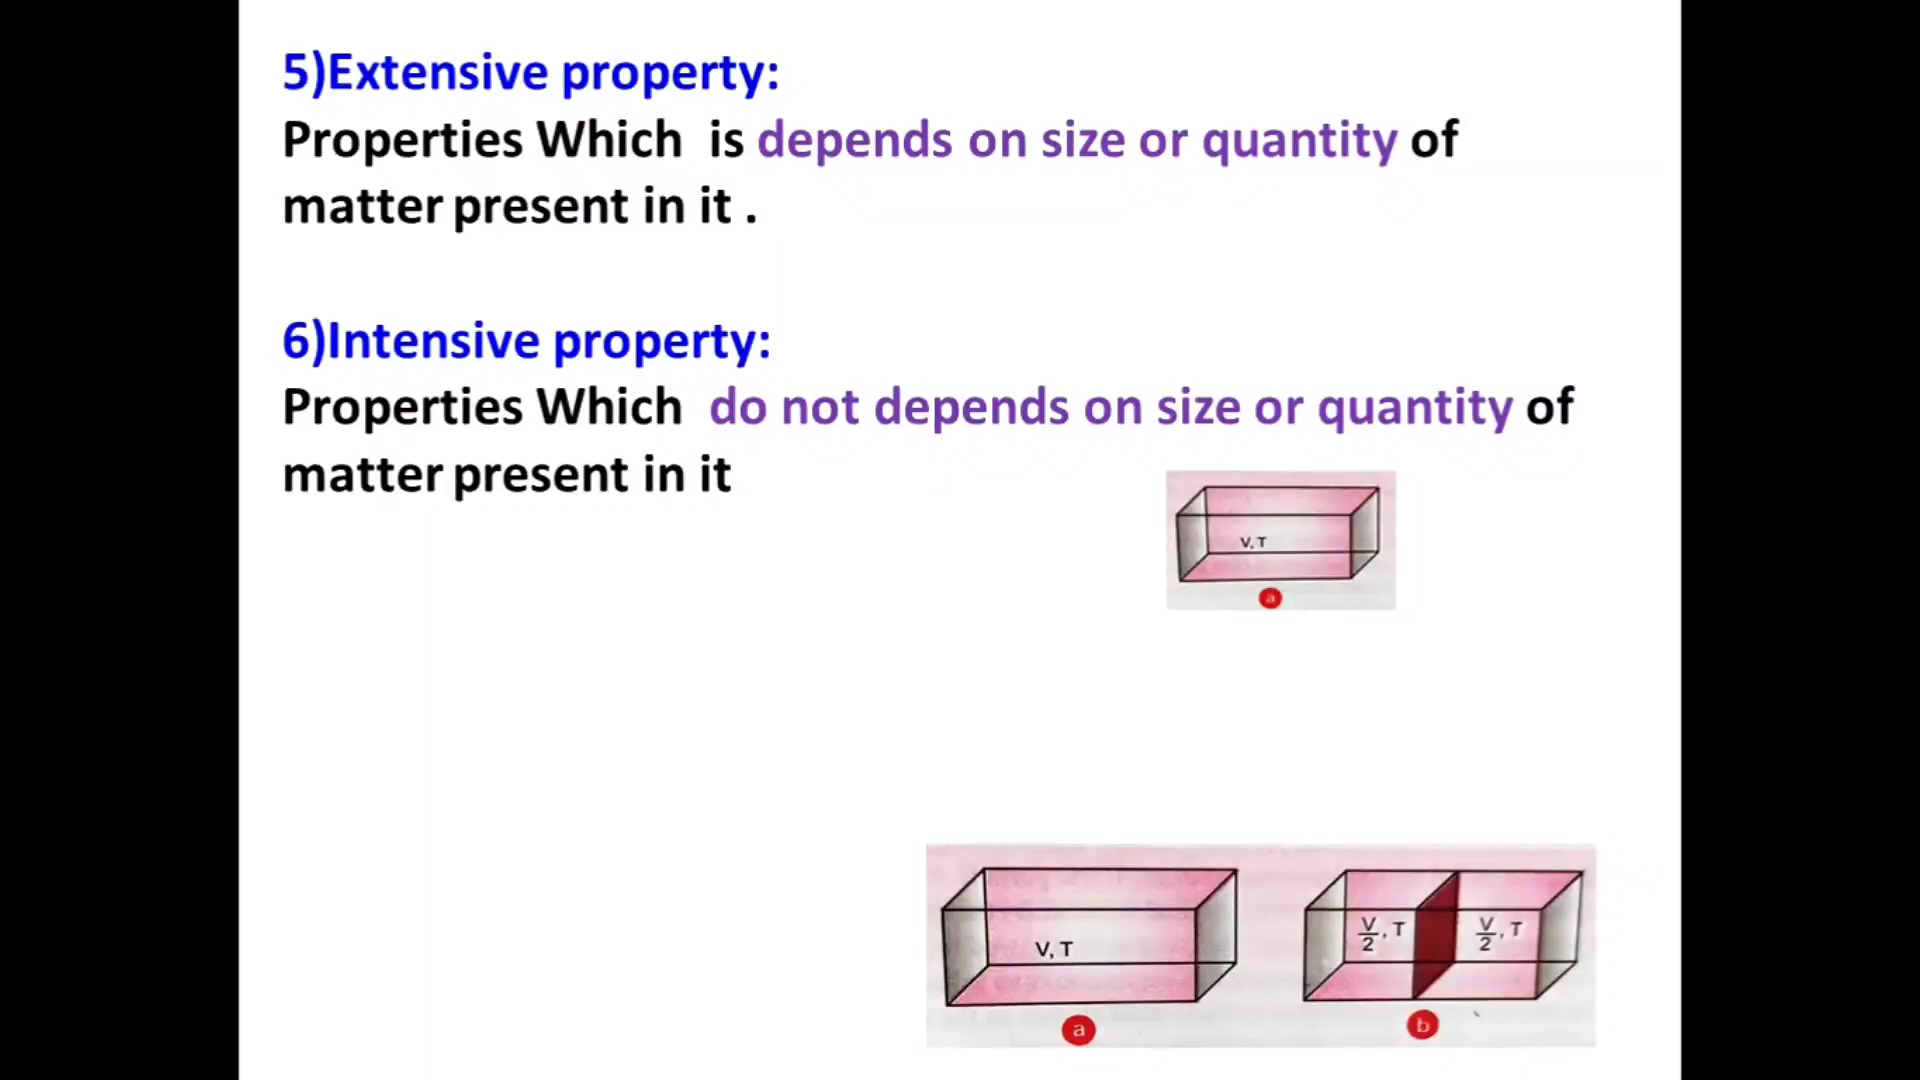 5)Extensive property:
Properties Which is depends on size or quantity of
matter present in it .
6)Intensive property:
Properties Which do not depends on size or quantity of
matter present in it
V, T
a
V, T
a
V/2, T
V/2, T
b